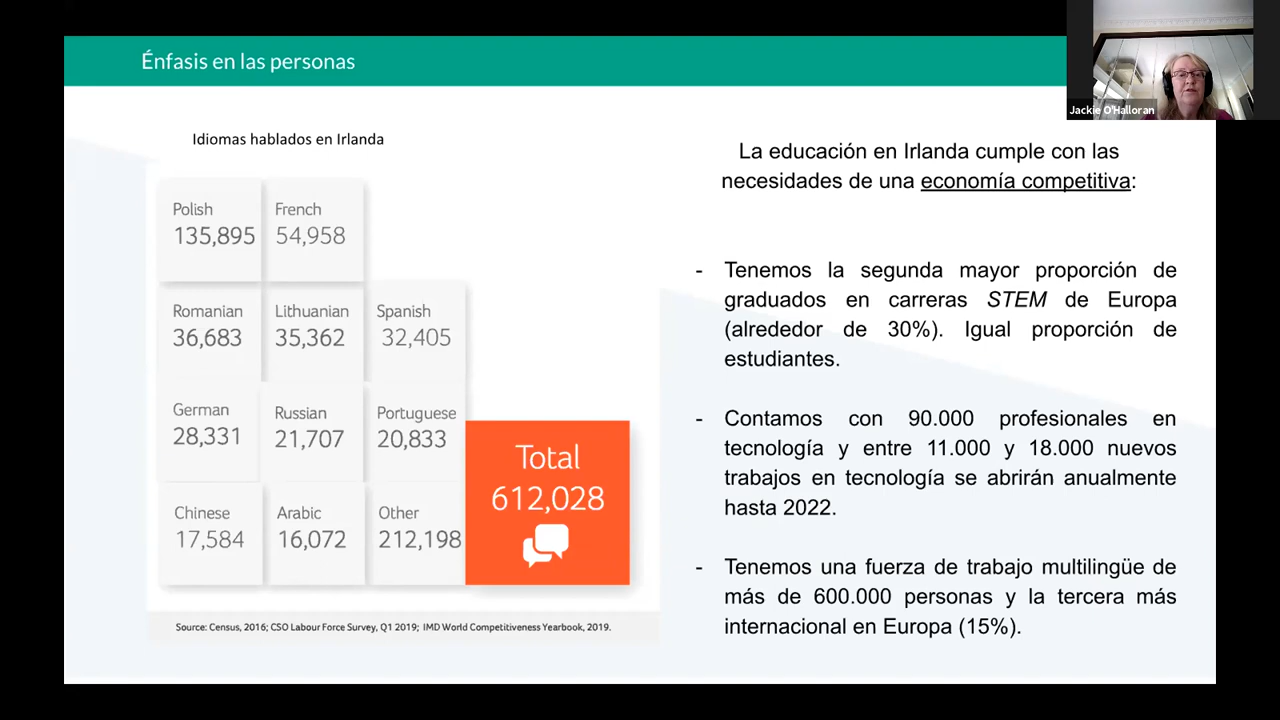 Énfasis en las personas
Jackie O'Halloran
Idiomas hablados en Irlanda
Polish
135,895
French
54,958
Romanian
36,683
Lithuanian
35,362
Spanish
32,405
German
28,331
Russian
21,707
Portuguese
20,833
Chinese
17,584
Arabic
16,072
Other
212,198
Total
612,028
Source: Census, 2016; CSO Labour Force Survey, Q1 2019; IMD World Competitiveness Yearbook, 2019.
La educación en Irlanda cumple con las
necesidades de una economía competitiva:
- Tenemos la segunda mayor proporción de
graduados en carreras STEM de Europa
(alrededor de 30%). Igual proporción de
estudiantes.
- Contamos con 90.000 profesionales en
tecnología y entre 11.000 y 18.000 nuevos
trabajos en tecnología se abrirán anualmente
hasta 2022.
- Tenemos una fuerza de trabajo multilingüe de
más de 600.000 personas y la tercera más
internacional en Europa (15%).